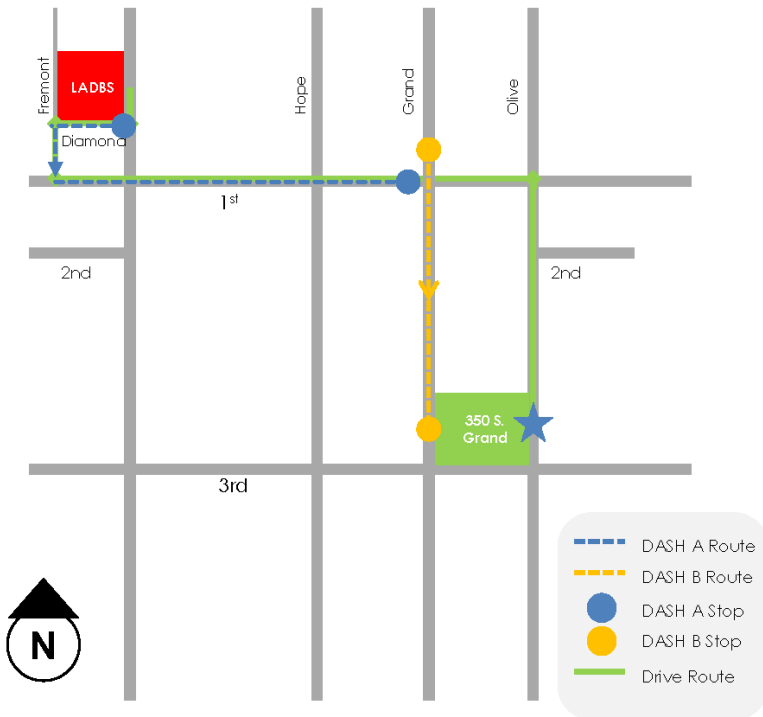 Fremont
LADBS
Hope
Grand
Olive
Diamond
1st
2nd
2nd
350 S.
Grand
3rd
DASH A Route
DASH B Route
DASH A Stop
DASH B Stop
Drive Route
N